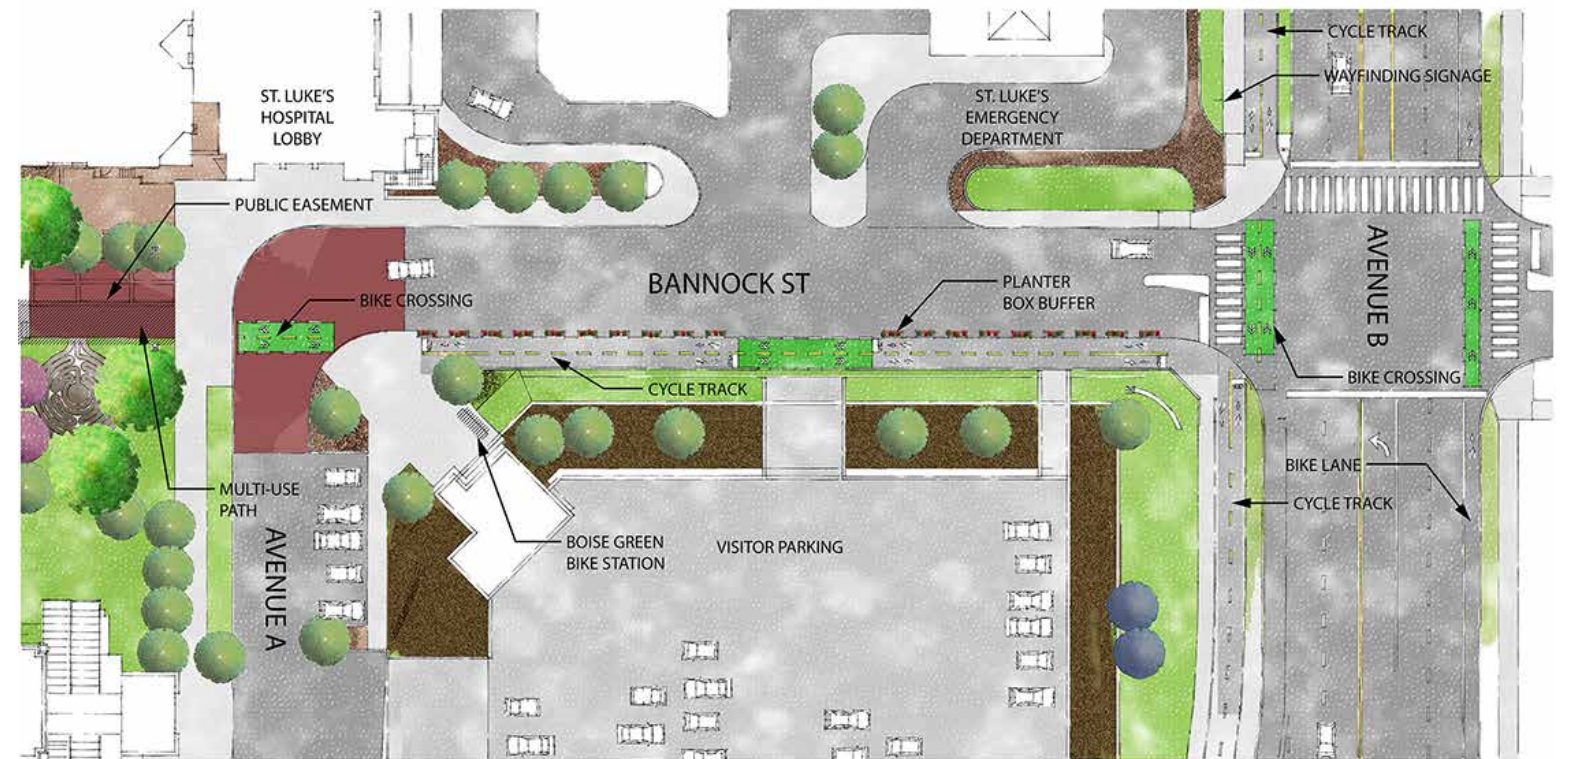 CYCLE TRACK
WAYFINDING SIGNAGE
ST. LUKE'S
HOSPITAL
LOBBY
ST. LUKE'S
EMERGENCY
DEPARTMENT
PUBLIC EASEMENT
BIKE CROSSING
BANNOCK ST
PLANTER
BOX BUFFER
AVENUE B
CYCLE TRACK
BIKE CROSSING
MULTI-USE
PATH
AVENUE A
BOISE GREEN
BIKE STATION
VISITOR PARKING
BIKE LANE
CYCLE TRACK